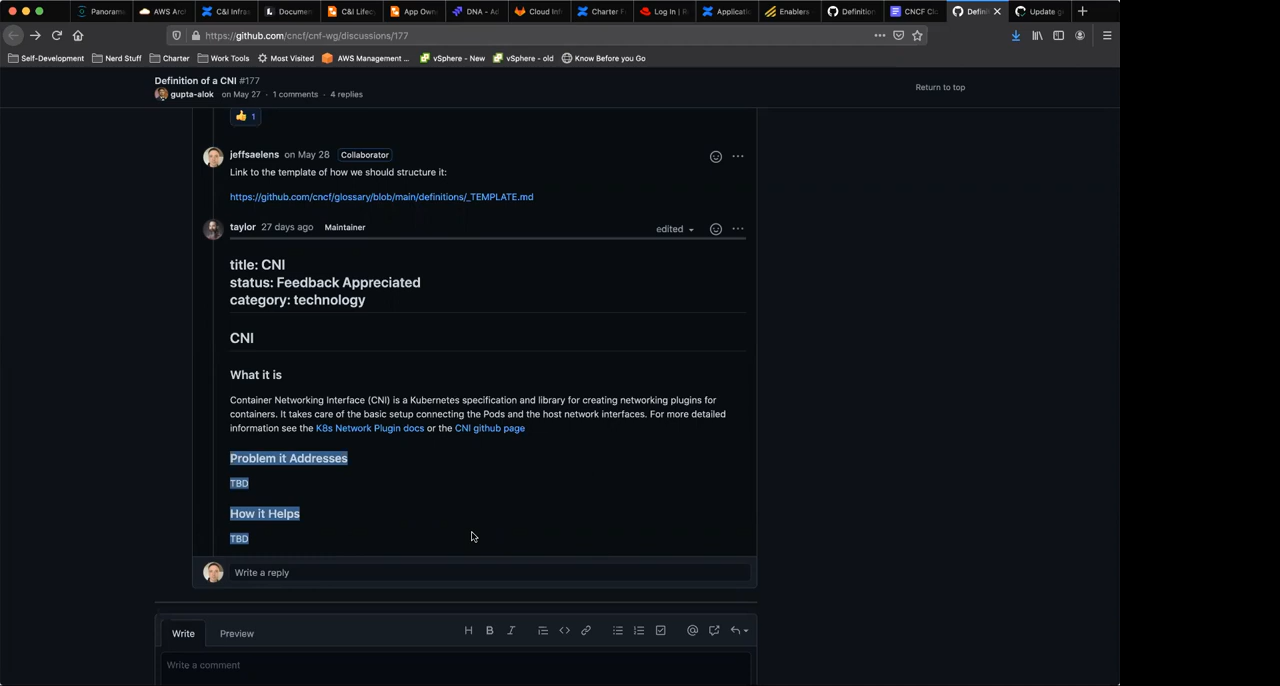 Panoram
AWS Arc
C&I Infras
Documen
C&I Lifec
App Own
DNA - Ad
Cloud Inf
Charter F
Log In | R
Applicati
Enablers
Definition
CNCF Cl
Defini
Update g
https://github.com/cncf/cnf-wg/discussions/177
Self-Development
Nerd Stuff
Charter
Work Tools
Most Visited
AWS Management ...
vSphere - New
vSphere - old
Know Before you Go
Definition of a CNI #177
gupta-alok on May 27 · 1 comments · 4 replies
Return to top
👍 1
jeffsaelens on May 28 Collaborator
Link to the template of how we should structure it:
https://github.com/cncf/glossary/blob/main/definitions/_TEMPLATE.md
taylor 27 days ago Maintainer
edited
title: CNI
status: Feedback Appreciated
category: technology
CNI
What it is
Container Networking Interface (CNI) is a Kubernetes specification and library for creating networking plugins for
containers. It takes care of the basic setup connecting the Pods and the host network interfaces. For more detailed
information see the K8s Network Plugin docs or the CNI github page
Problem it Addresses
TBD
How it Helps
TBD
Write a reply
Write Preview
H B I
Write a comment